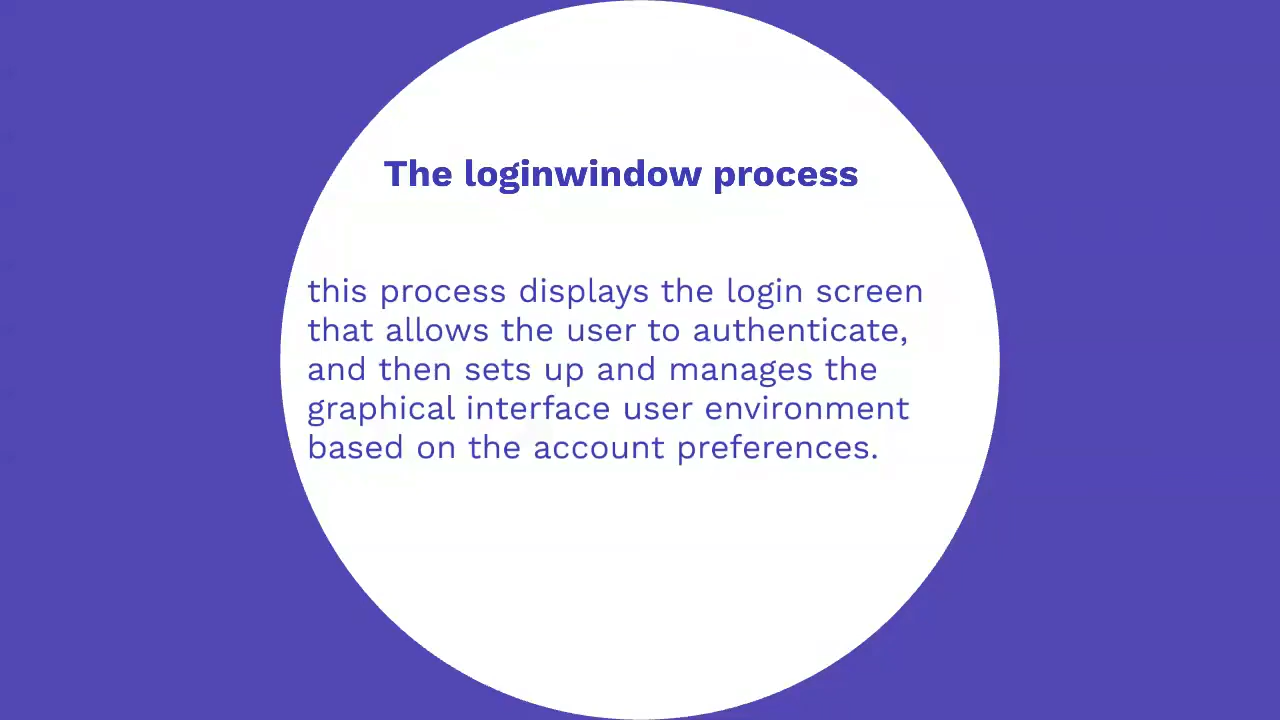 The loginwindow process
this process displays the login screen
that allows the user to authenticate,
and then sets up and manages the
graphical interface user environment
based on the account preferences.